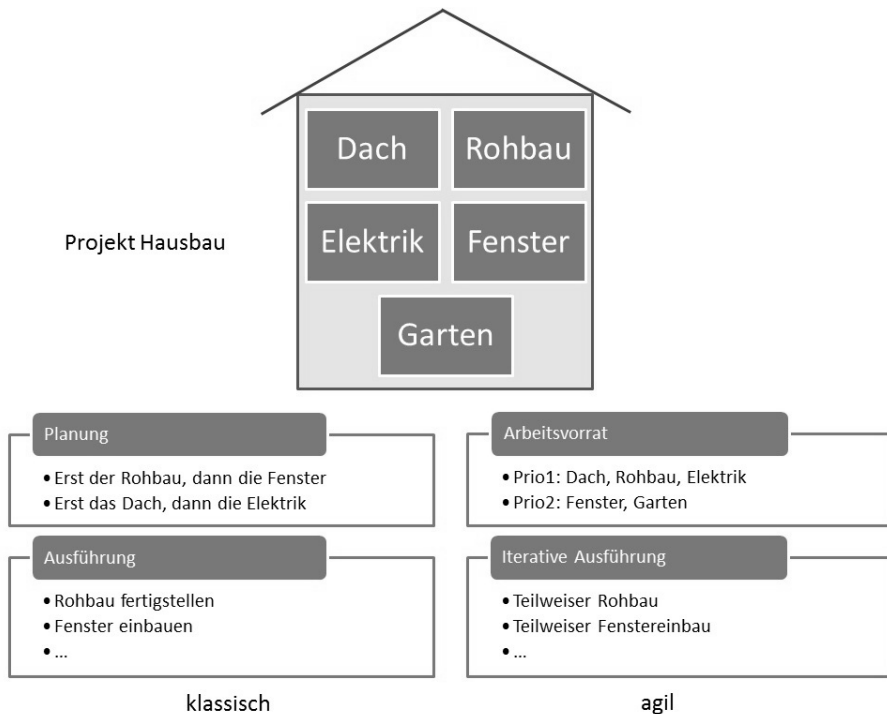 Dach
Rohbau
Projekt Hausbau
Elektrik
Fenster
Garten
Planung
• Erst der Rohbau, dann die Fenster
• Erst das Dach, dann die Elektrik
Ausführung
• Rohbau fertigstellen
• Fenster einbauen
• ...
klassisch
Arbeitsvorrat
• Prio1: Dach, Rohbau, Elektrik
• Prio2: Fenster, Garten
Iterative Ausführung
• Teilweiser Rohbau
• Teilweiser Fenstereinbau
• ...
agil